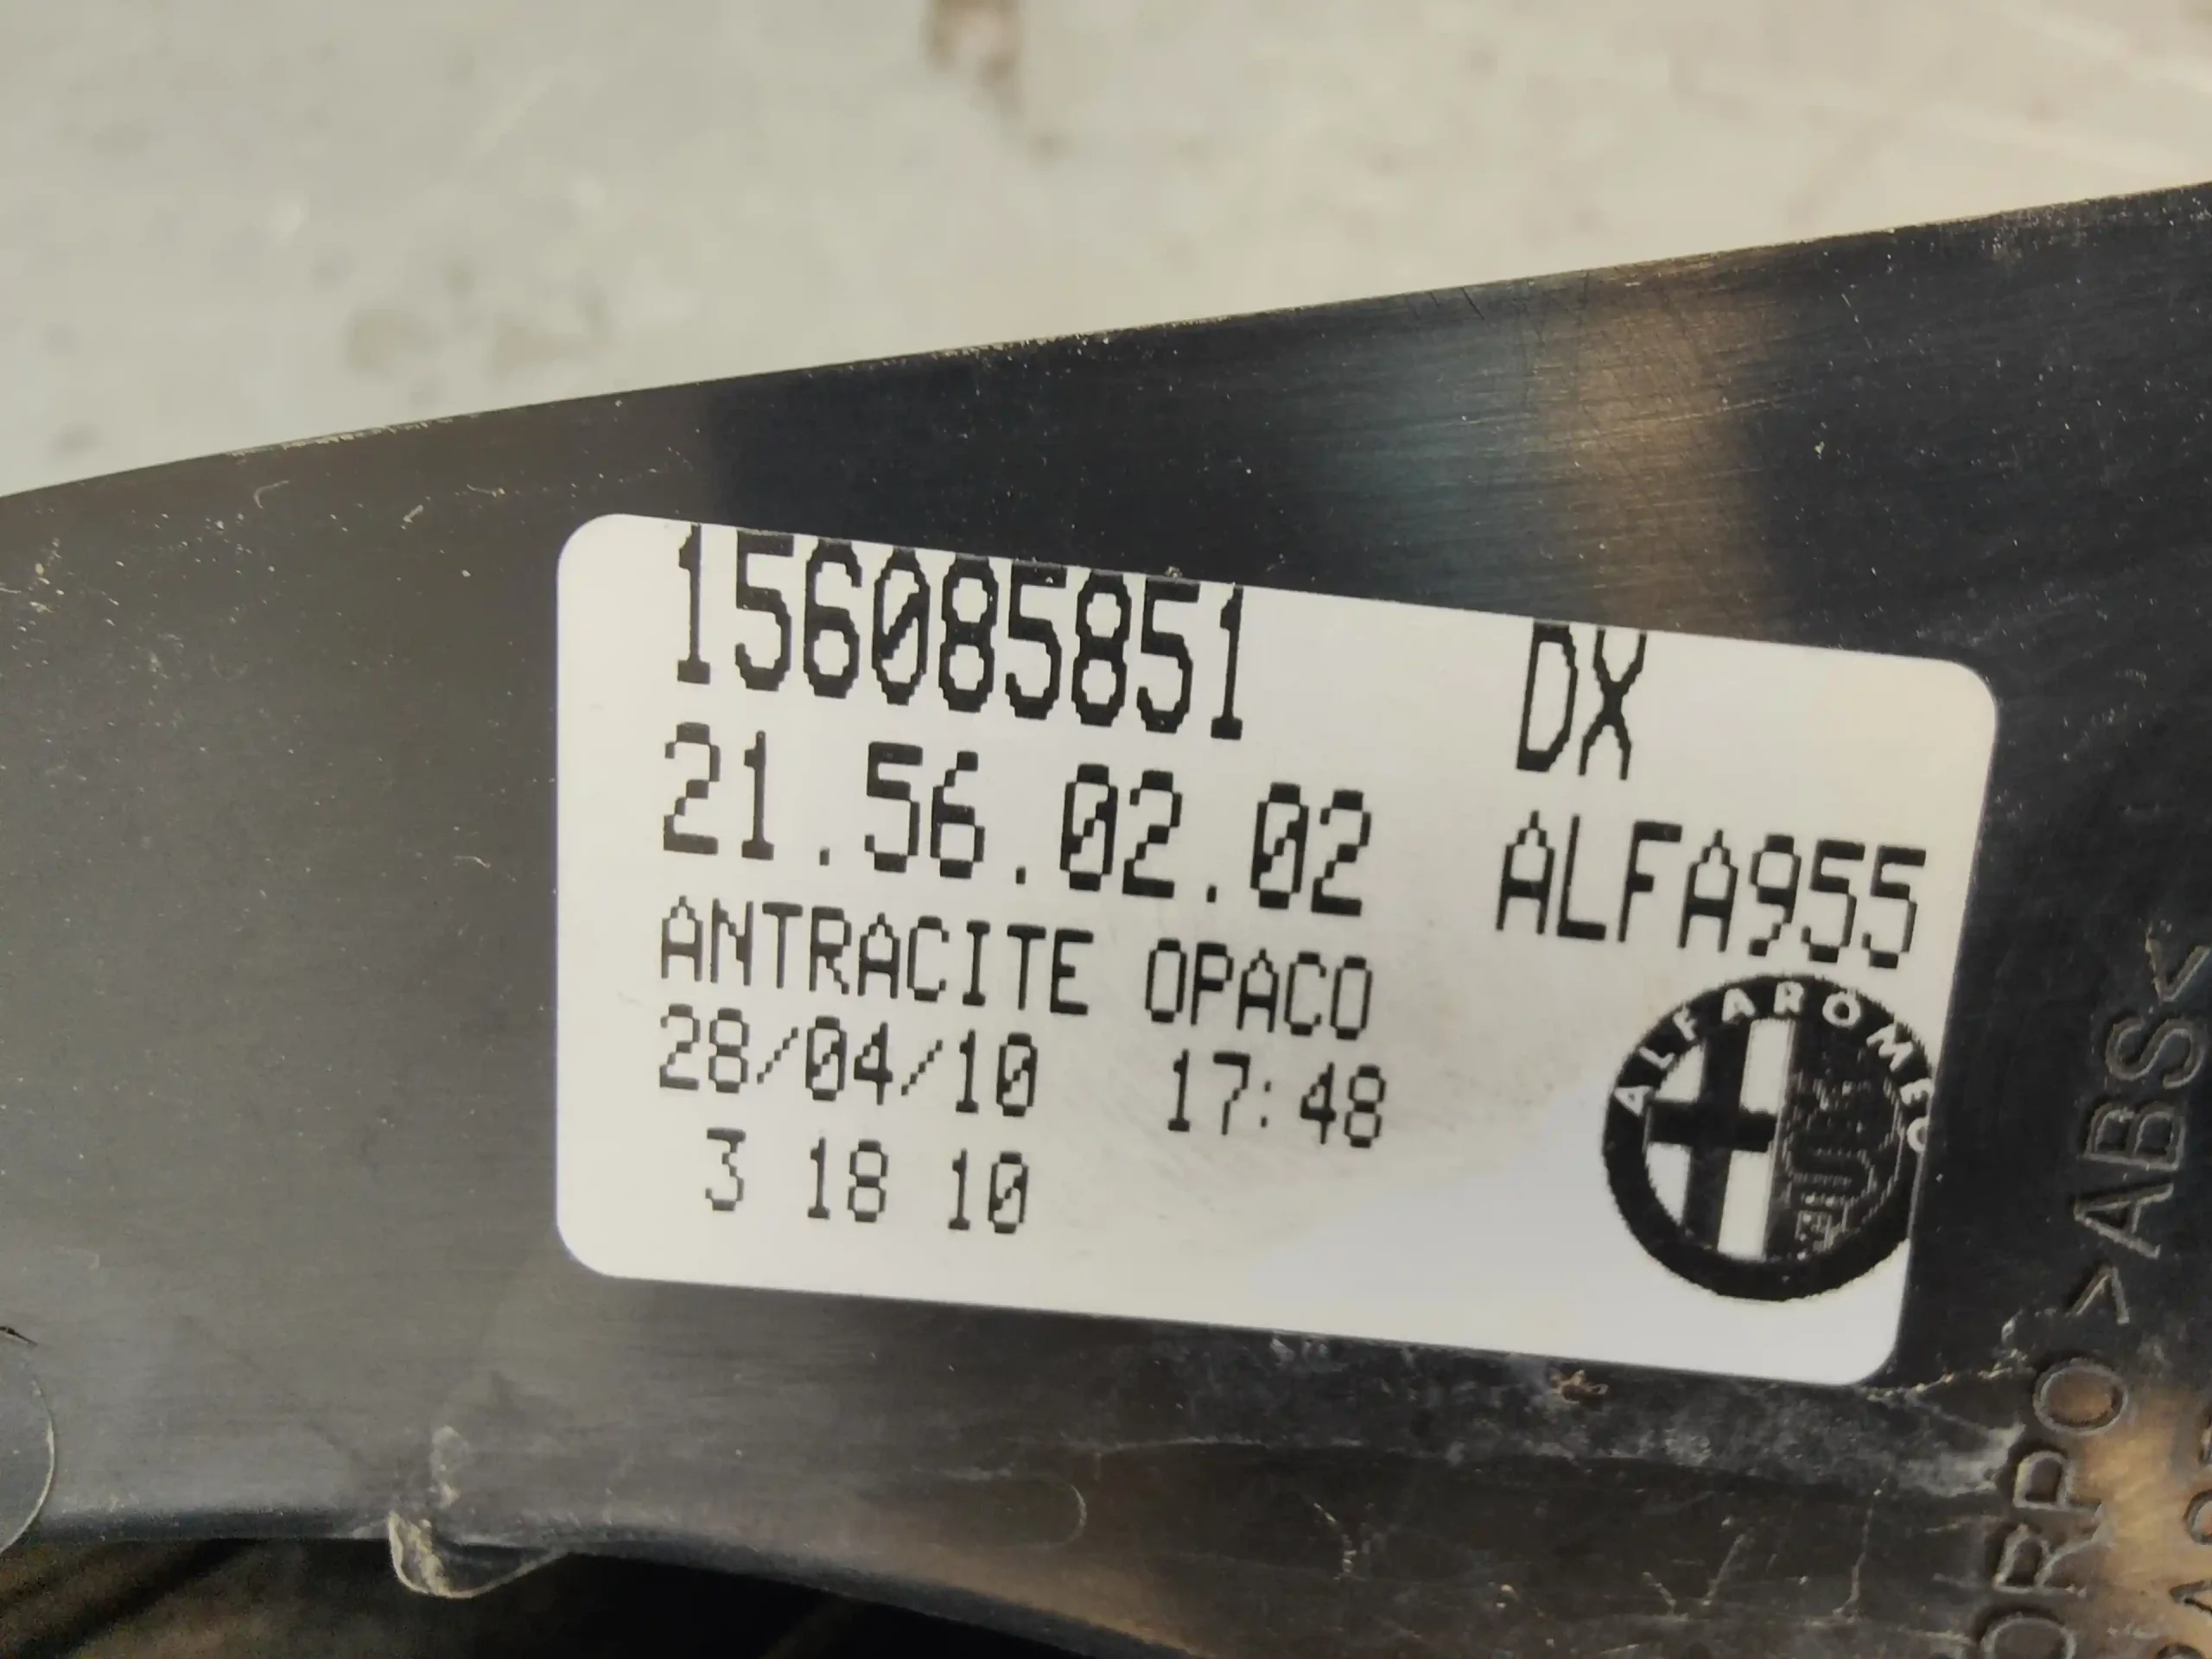 156085851 DX
21.56.02.02 ALFA955
ANTRACITE OPACO
28/04/10 17:48
3 18 10
ALFA ROMEO
>ABS<